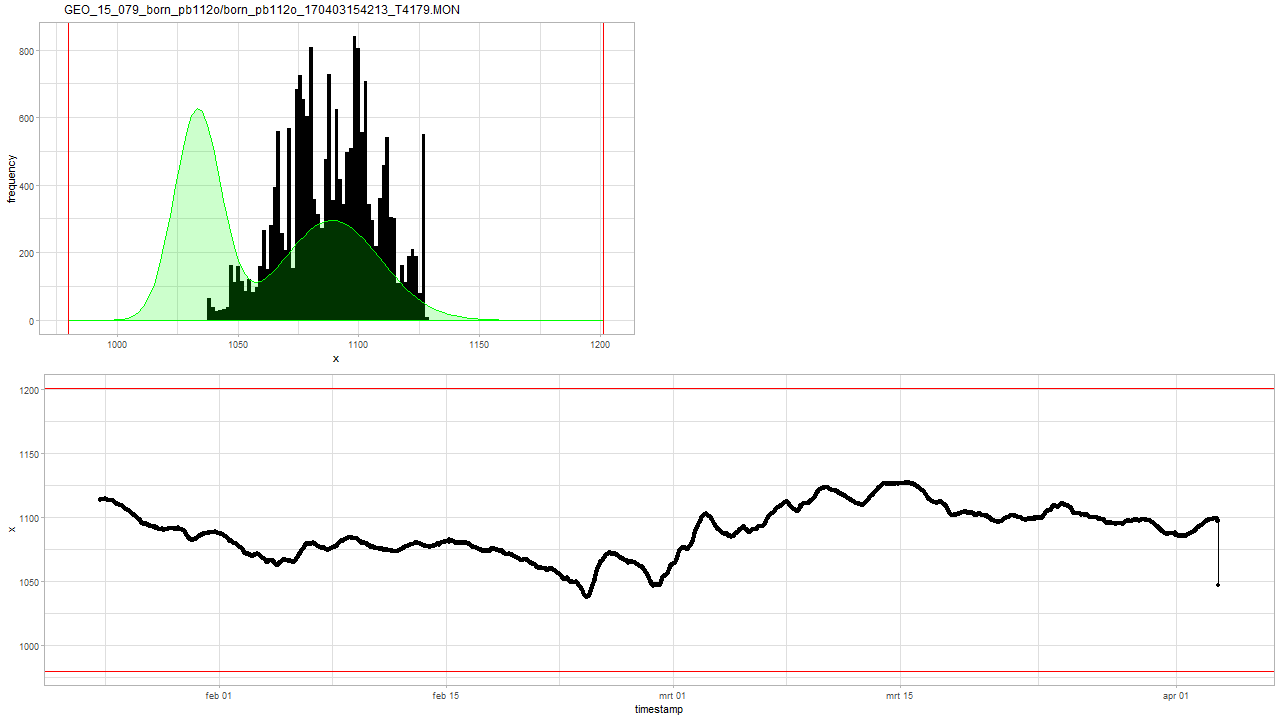 GEO_15_079_born_pb112o/born_pb112o_170403154213_T4179.MON
800
600
400
200
0
frequency
1000 1050 1100 1150 1200
x
1200
1150
1100
1050
1000
x
feb 01 feb 15 mrt 01 mrt 15 apr 01
timestamp